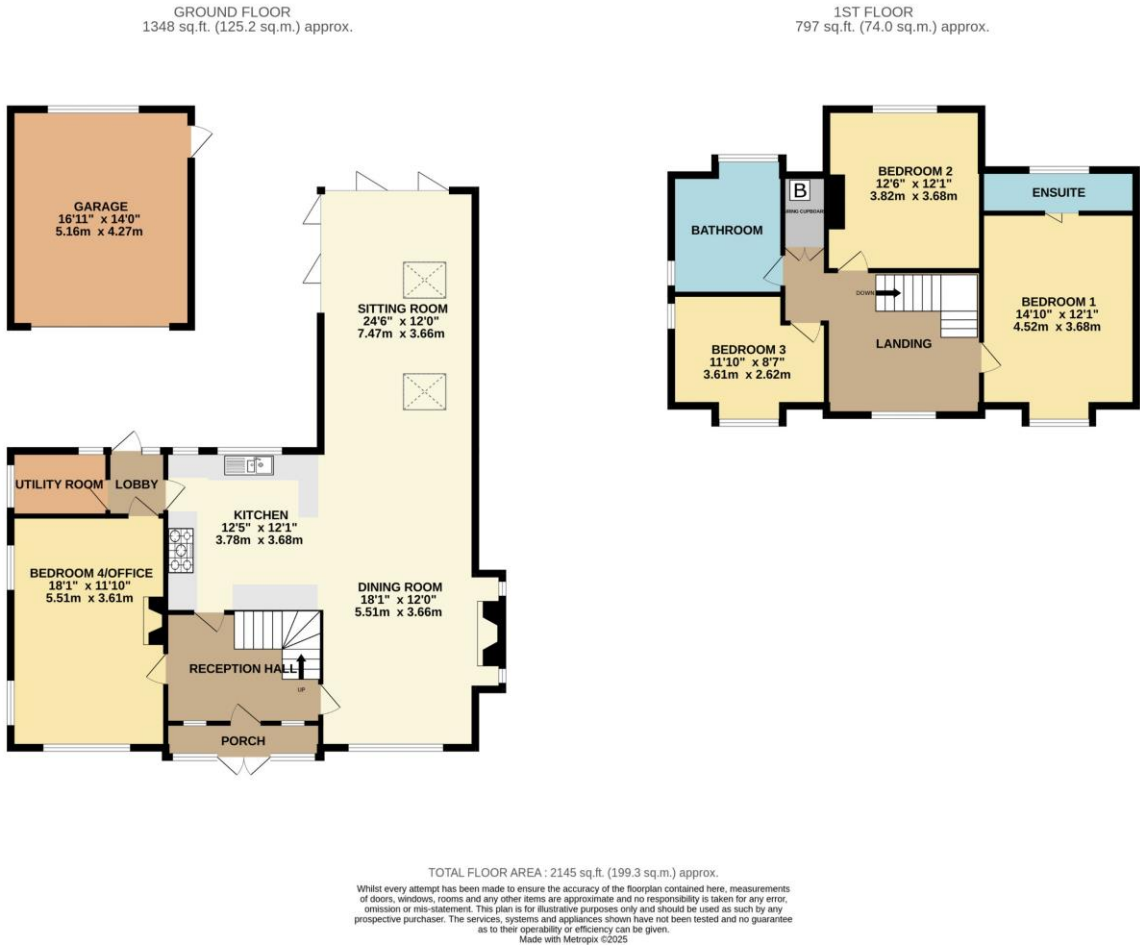 GROUND FLOOR
1348 sq.ft. (125.2 sq.m.) approx.
1ST FLOOR
797 sq.ft. (74.0 sq.m.) approx.
GARAGE
16'11" x 14'0"
5.16m x 4.27m
SITTING ROOM
24'6" x 12'0"
7.47m x 3.66m
UTILITY ROOM
LOBBY
KITCHEN
12'5" x 12'1"
3.78m x 3.68m
BEDROOM 4/OFFICE
18'1" x 11'10"
5.51m x 3.61m
DINING ROOM
18'1" x 12'0"
5.51m x 3.66m
RECEPTION HALL
UP
PORCH
BEDROOM 2
12'6" x 12'1"
3.82m x 3.68m
B
CUPBOARD
ENSUITE
BATHROOM
DOWN
BEDROOM 1
14'10" x 12'1"
4.52m x 3.68m
LANDING
BEDROOM 3
11'10" x 8'7"
3.61m x 2.62m
TOTAL FLOOR AREA : 2145 sq.ft. (199.3 sq.m.) approx.
Whilst every attempt has been made to ensure the accuracy of the floorplan contained here, measurements
of doors, windows, rooms and any other items are approximate and no responsibility is taken for any error,
omission or mis-statement. This plan is for illustrative purposes only and should be used as such by any
prospective purchaser. The services, systems and appliances shown have not been tested and no guarantee
as to their operability or efficiency can be given.
Made with Metropix ©2025